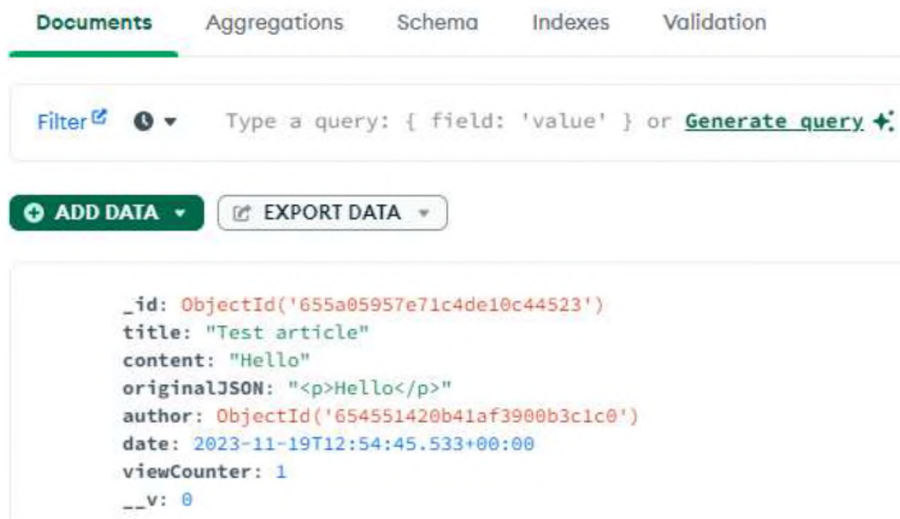 Documents Aggregations Schema Indexes Validation
Filter Type a query: { field: 'value' } or Generate query
ADD DATA EXPORT DATA
_id: ObjectId('655a05957e71c4de10c44523')
title: "Test article"
content: "Hello"
originalJSON: "<p>Hello</p>"
author: ObjectId('654551420b41af3900b3c1c0')
date: 2023-11-19T12:54:45.533+00:00
viewCounter: 1
__v: 0